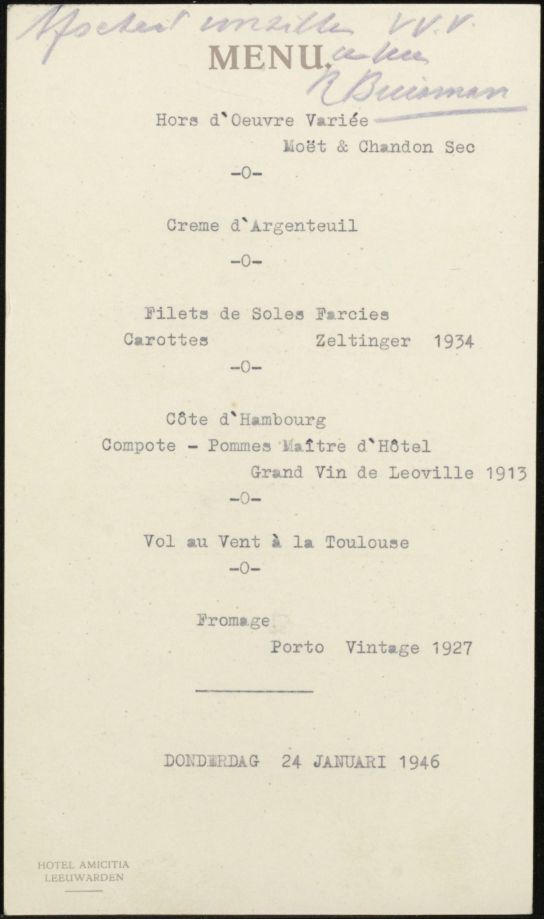 Afscheid V.V.V.
MENU.
R Buisman
Hors d`Oeuvre Variée
Moët & Chandon Sec
-O-
Creme d`Argenteuil
-O-
Filets de Soles Farcies
Carottes Zeltinger 1934
-O-
Côte d`Hambourg
Compote - Pommes Maître d`Hôtel
Grand Vin de Leoville 1913
-O-
Vol au Vent à la Toulouse
-O-
Fromage
Porto Vintage 1927
DONDERDAG 24 JANUARI 1946
HOTEL AMICITIA
LEEUWARDEN